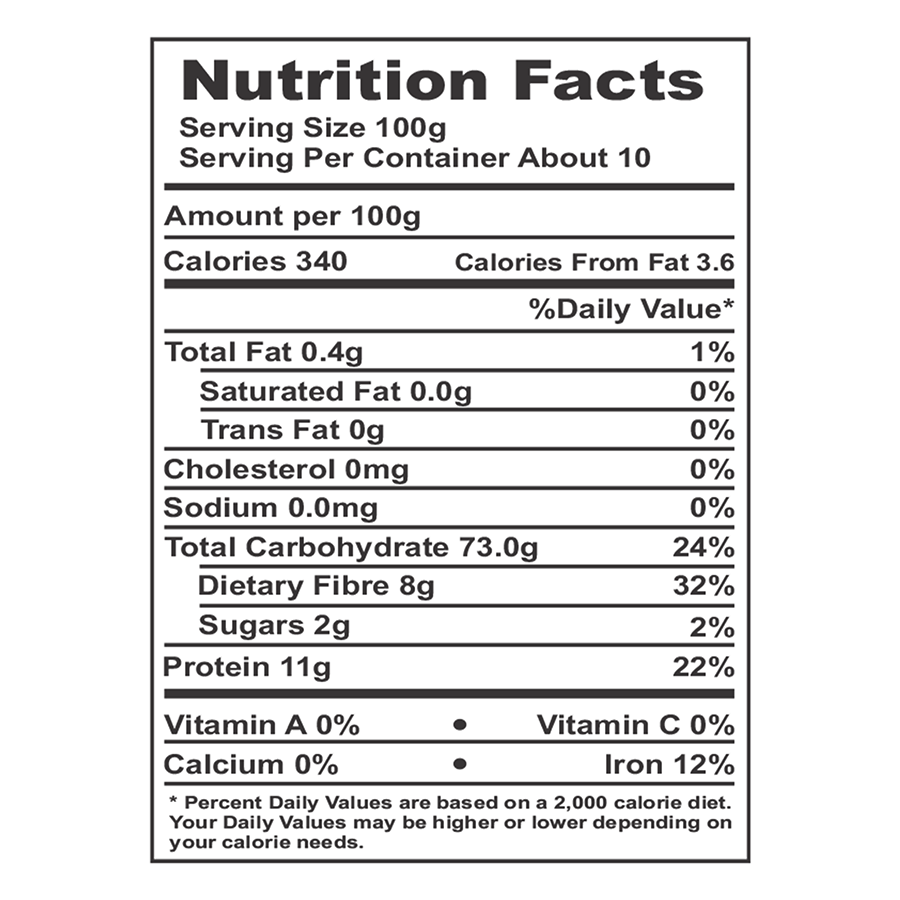 Nutrition Facts
Serving Size 100g
Serving Per Container About 10
Amount per 100g
Calories 340 Calories From Fat 3.6
%Daily Value*
Total Fat 0.4g 1%
Saturated Fat 0.0g 0%
Trans Fat 0g 0%
Cholesterol 0mg 0%
Sodium 0.0mg 0%
Total Carbohydrate 73.0g 24%
Dietary Fibre 8g 32%
Sugars 2g 2%
Protein 11g 22%
Vitamin A 0% • Vitamin C 0%
Calcium 0% • Iron 12%
* Percent Daily Values are based on a 2,000 calorie diet.
Your Daily Values may be higher or lower depending on
your calorie needs.